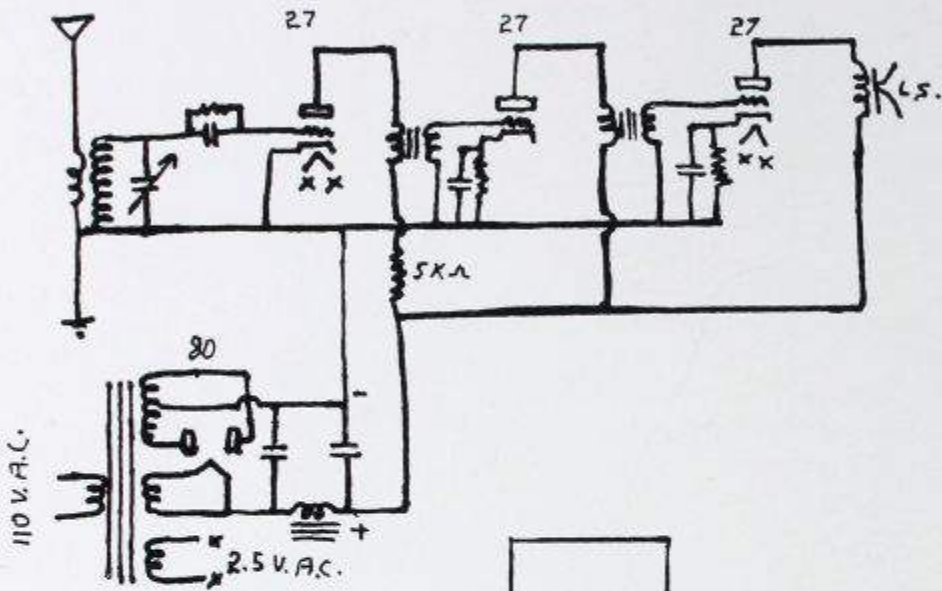 27
27
27
L.S.
x x
x x
5KΩ
80
-
110 V.A.C.
+
x
2.5 V. A.C.
x